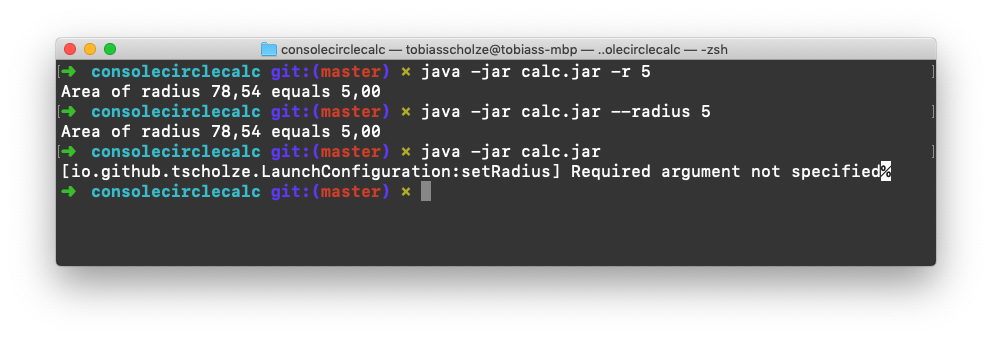 consolecirclecalc — tobiasscholze@tobiass-mbp — ..olecirclecalc — -zsh
[➜ consolecirclecalc git:(master) × java -jar calc.jar -r 5 ]
Area of radius 78,54 equals 5,00
[➜ consolecirclecalc git:(master) × java -jar calc.jar --radius 5 ]
Area of radius 78,54 equals 5,00
[➜ consolecirclecalc git:(master) × java -jar calc.jar ]
[io.github.tscholze.LaunchConfiguration:setRadius] Required argument not specified%
➜ consolecirclecalc git:(master) ×